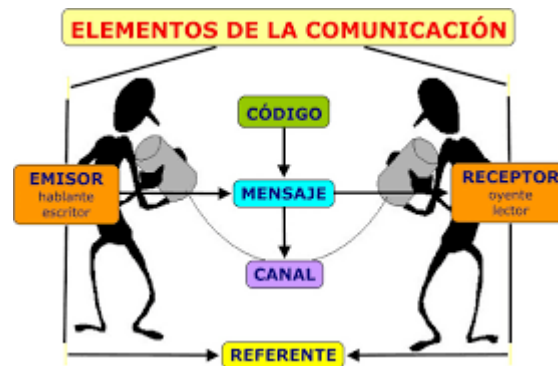 ELEMENTOS DE LA COMUNICACIÓN
CÓDIGO
EMISOR
hablante
escritor
MENSAJE
RECEPTOR
oyente
lector
CANAL
REFERENTE